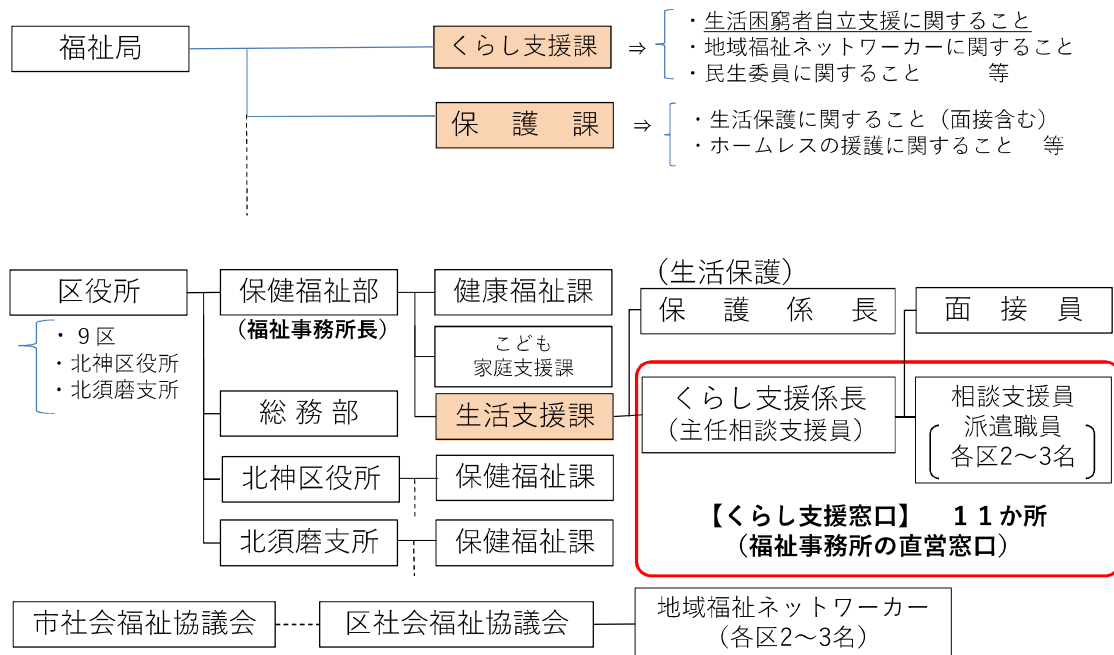 福祉局
くらし支援課
⇒
・生活困窮者自立支援に関すること
・地域福祉ネットワーカーに関すること
・民生委員に関すること　　等
保 護 課
⇒
・生活保護に関すること（面接含む）
・ホームレスの援護に関すること　等
区役所
・９区
・北神区役所
・北須磨支所
保健福祉部
（福祉事務所長）
総 務 部
北神区役所
北須磨支所
健康福祉課
こども
家庭支援課
生活支援課
保健福祉課
保健福祉課
（生活保護）
保 護 係 長
面 接 員
くらし支援係長
（主任相談支援員）
相談支援員
派遣職員
各区2～3名
【くらし支援窓口】　１１か所
（福祉事務所の直営窓口）
市社会福祉協議会
区社会福祉協議会
地域福祉ネットワーカー
（各区2～3名）